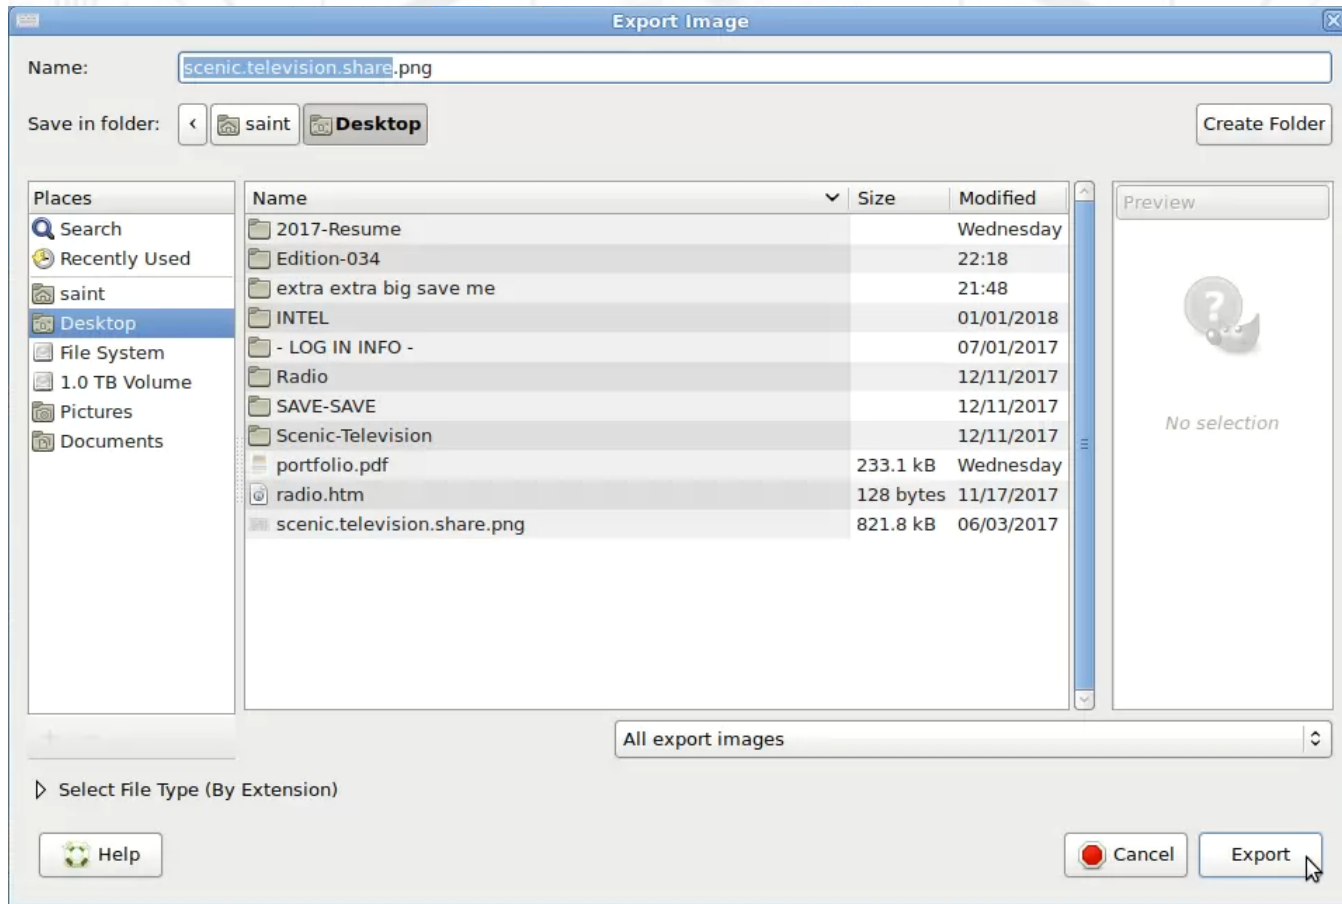 Export Image
Name: scenic.television.share.png
Save in folder: saint Desktop Create Folder
Places
Search
Recently Used
saint
Desktop
File System
1.0 TB Volume
Pictures
Documents
Name Size Modified
2017-Resume Wednesday
Edition-034 22:18
extra extra big save me 21:48
INTEL 01/01/2018
- LOG IN INFO - 07/01/2017
Radio 12/11/2017
SAVE-SAVE 12/11/2017
Scenic-Television 12/11/2017
portfolio.pdf 233.1 kB Wednesday
radio.htm 128 bytes 11/17/2017
scenic.television.share.png 821.8 kB 06/03/2017
Preview
No selection
All export images
Select File Type (By Extension)
Help Cancel Export